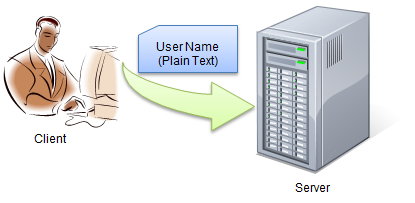 User Name
(Plain Text)
Client
Server